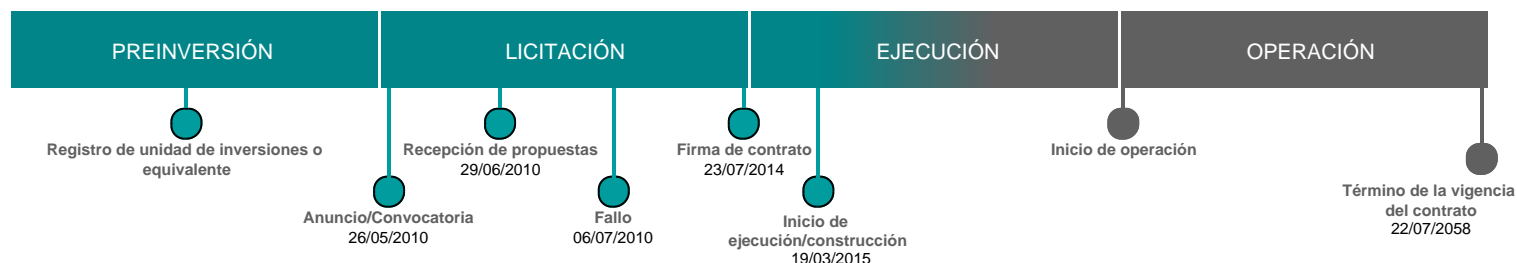 PREINVERSIÓN
LICITACIÓN
EJECUCIÓN
OPERACIÓN
Registro de unidad de inversiones o
equivalente
Anuncio/Convocatoria
26/05/2010
Recepción de propuestas
29/06/2010
Fallo
06/07/2010
Firma de contrato
23/07/2014
Inicio de
ejecución/construcción
19/03/2015
Inicio de operación
Término de la vigencia
del contrato
22/07/2058